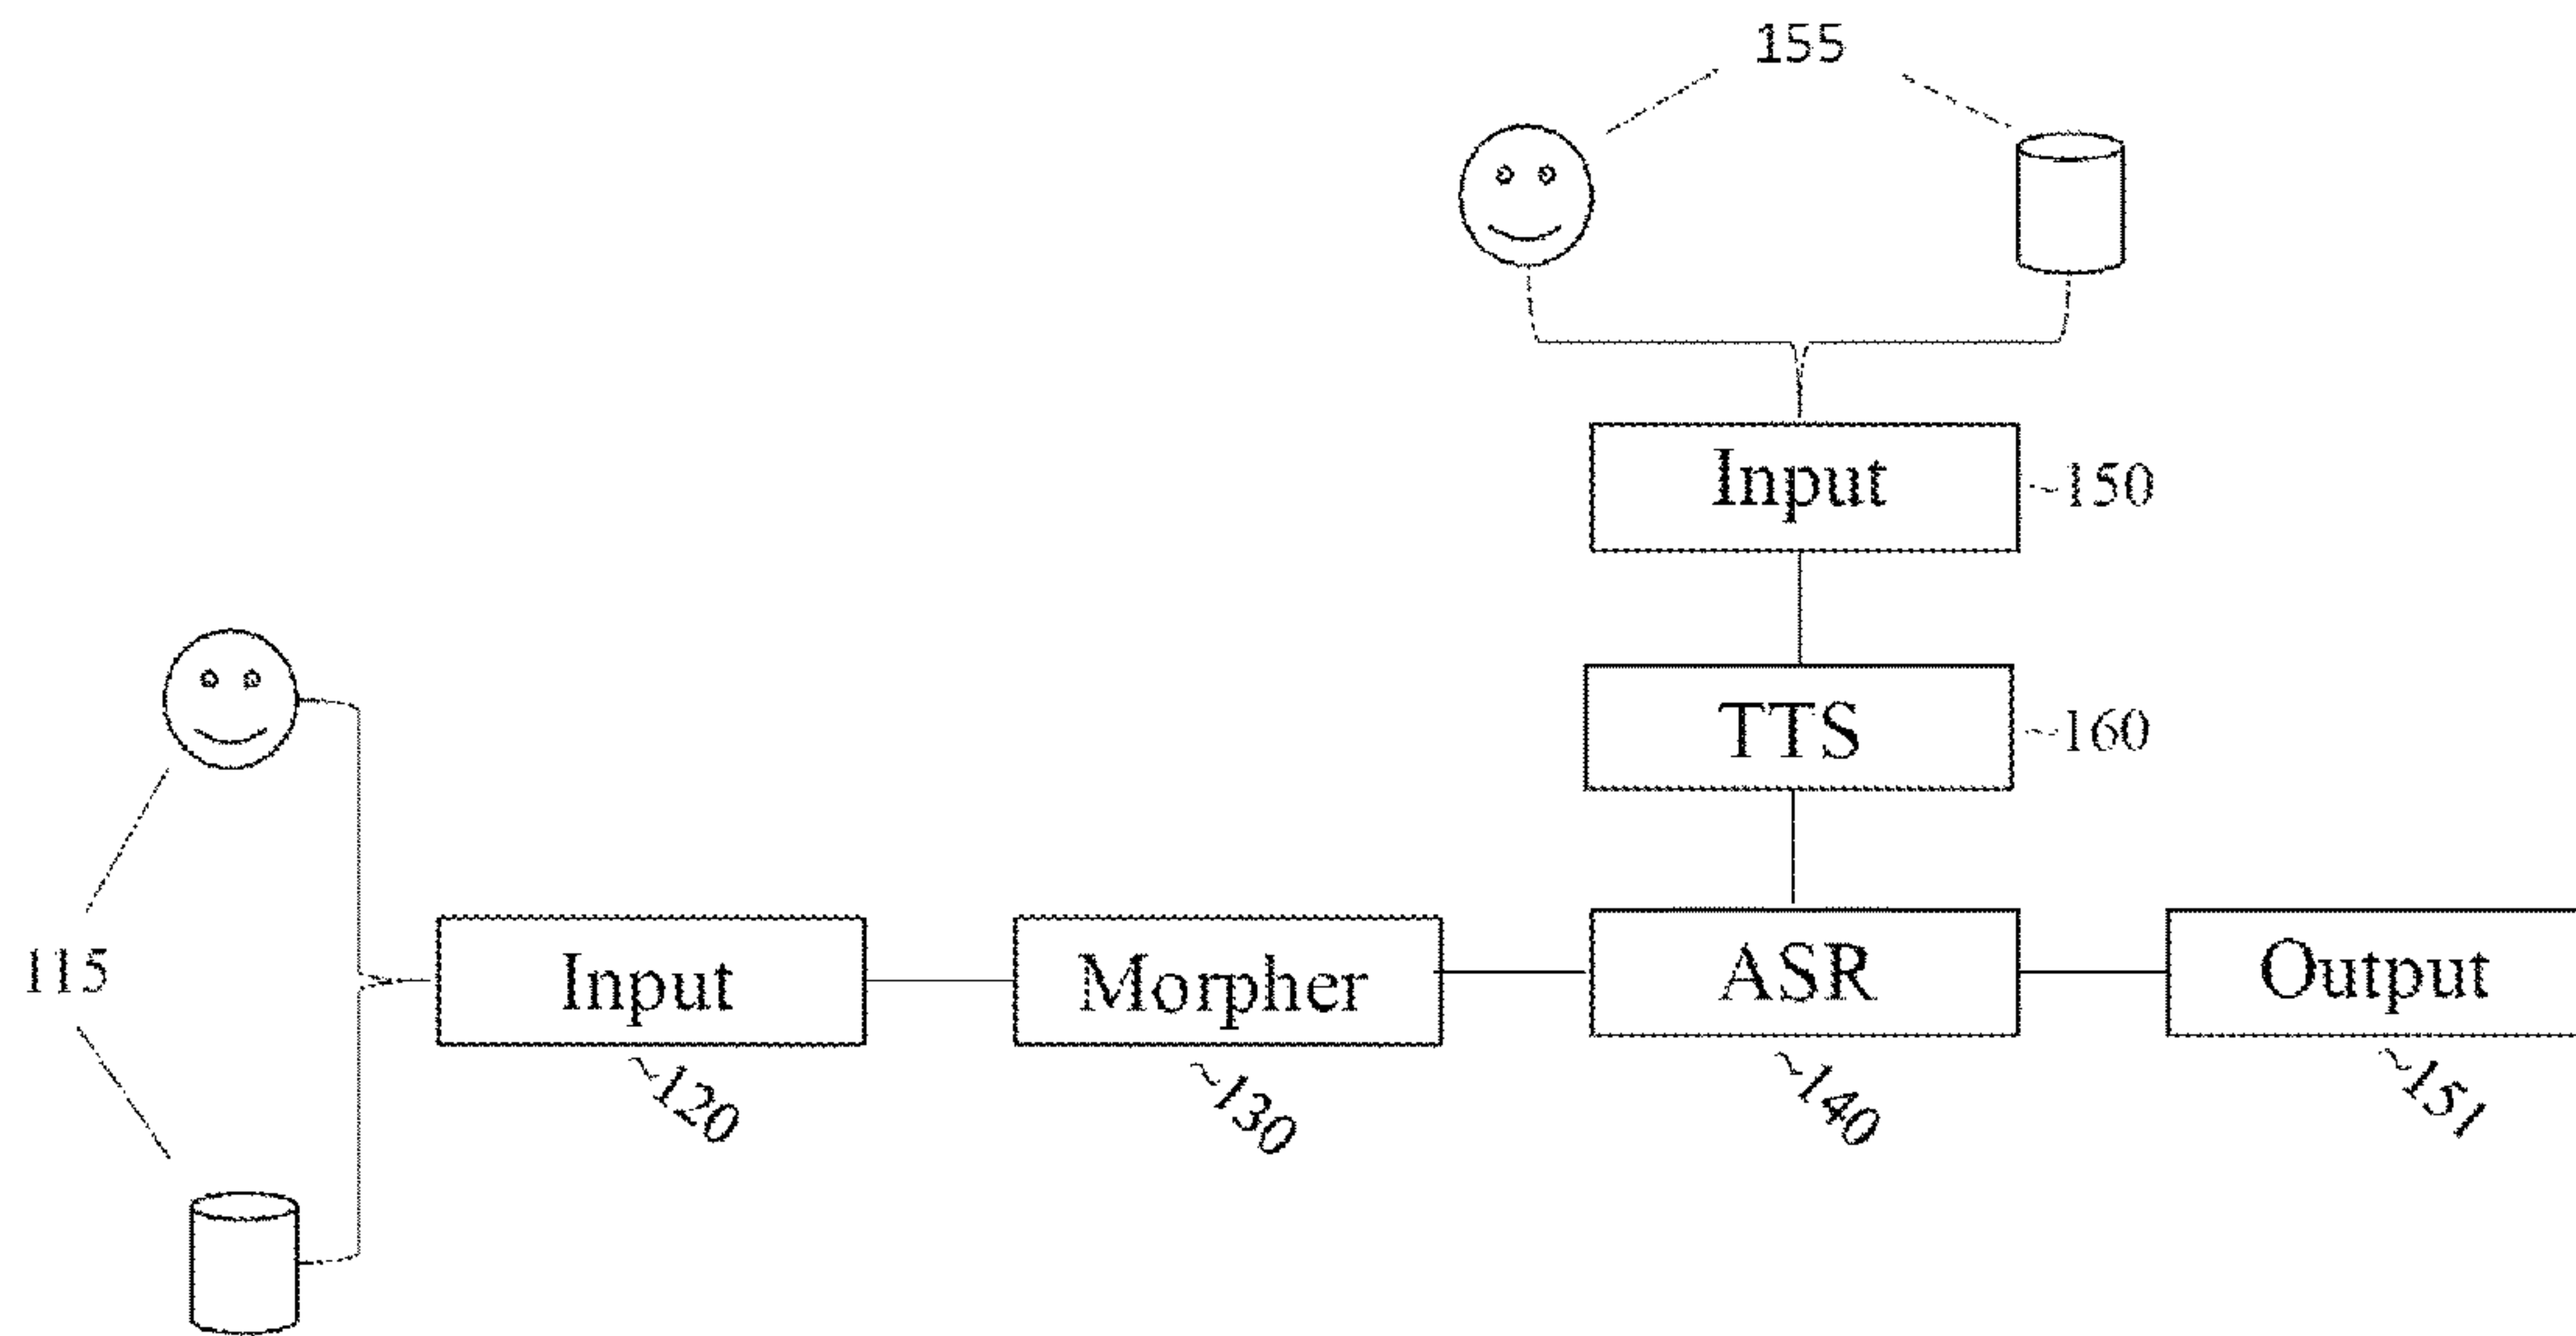 155
Input
~150
TTS
~160
115
Input
Morpher
ASR
Output
~120
~130
~140
~151